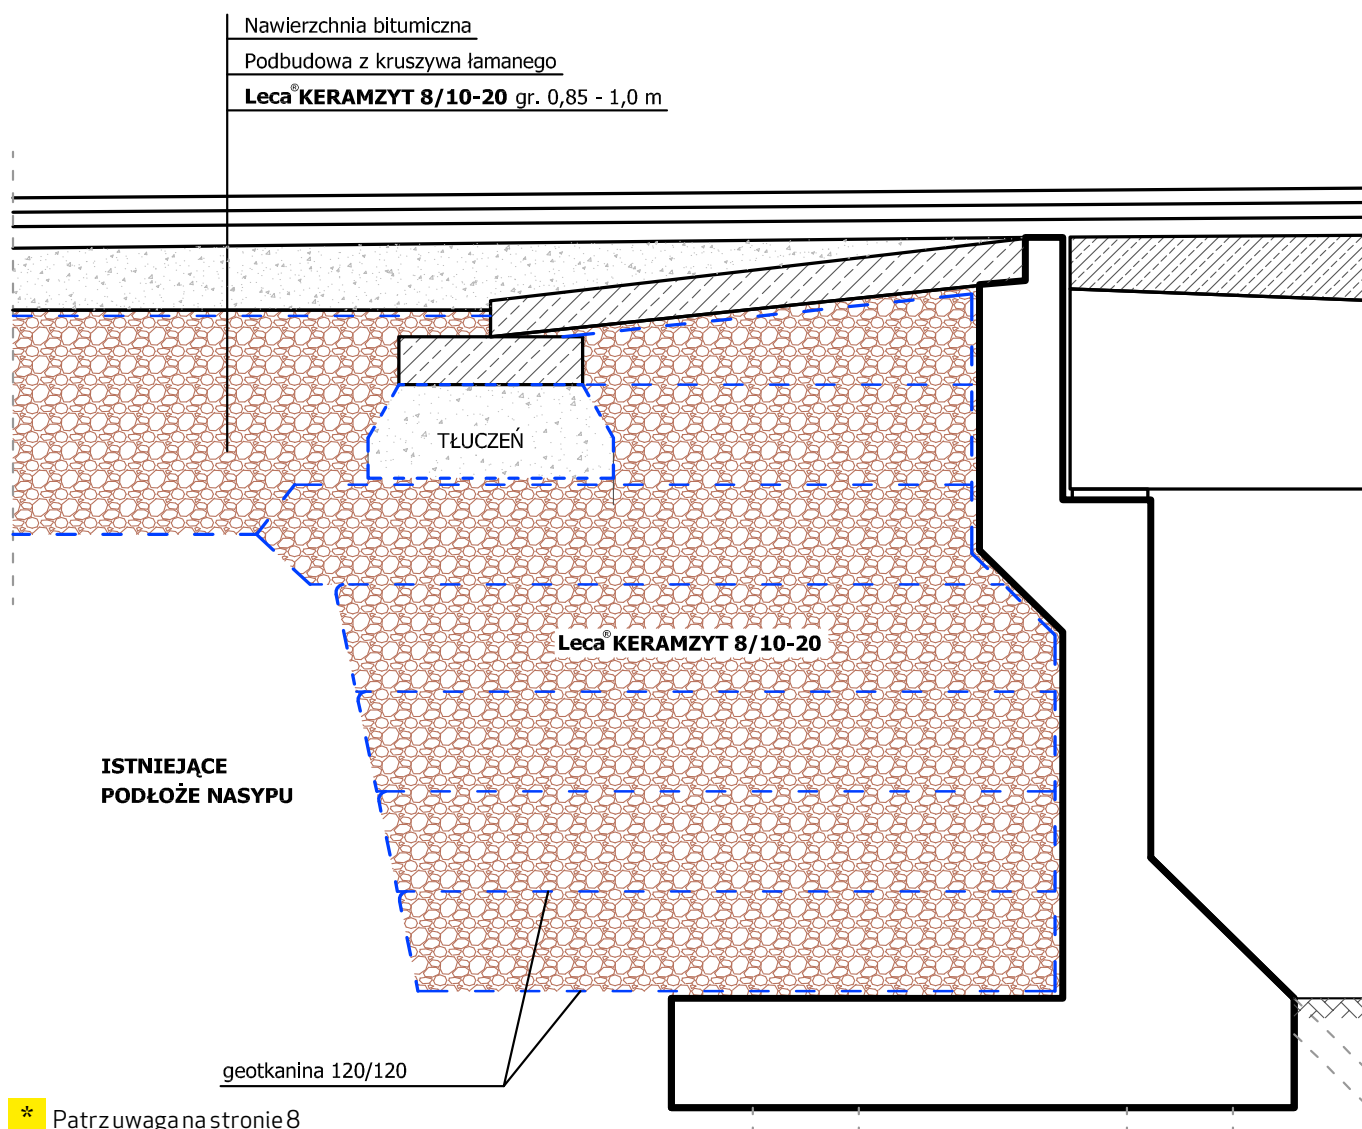 Nawierzchnia bitumiczna
Podbudowa z kruszywa łamanego
Leca® KERAMZYT 8/10-20 gr. 0,85 - 1,0 m
TŁUCZEŃ
Leca® KERAMZYT 8/10-20
ISTNIEJĄCE
PODŁOŻE NASYPU
geotkanina 120/120
* Patrz uwaga na stronie 8